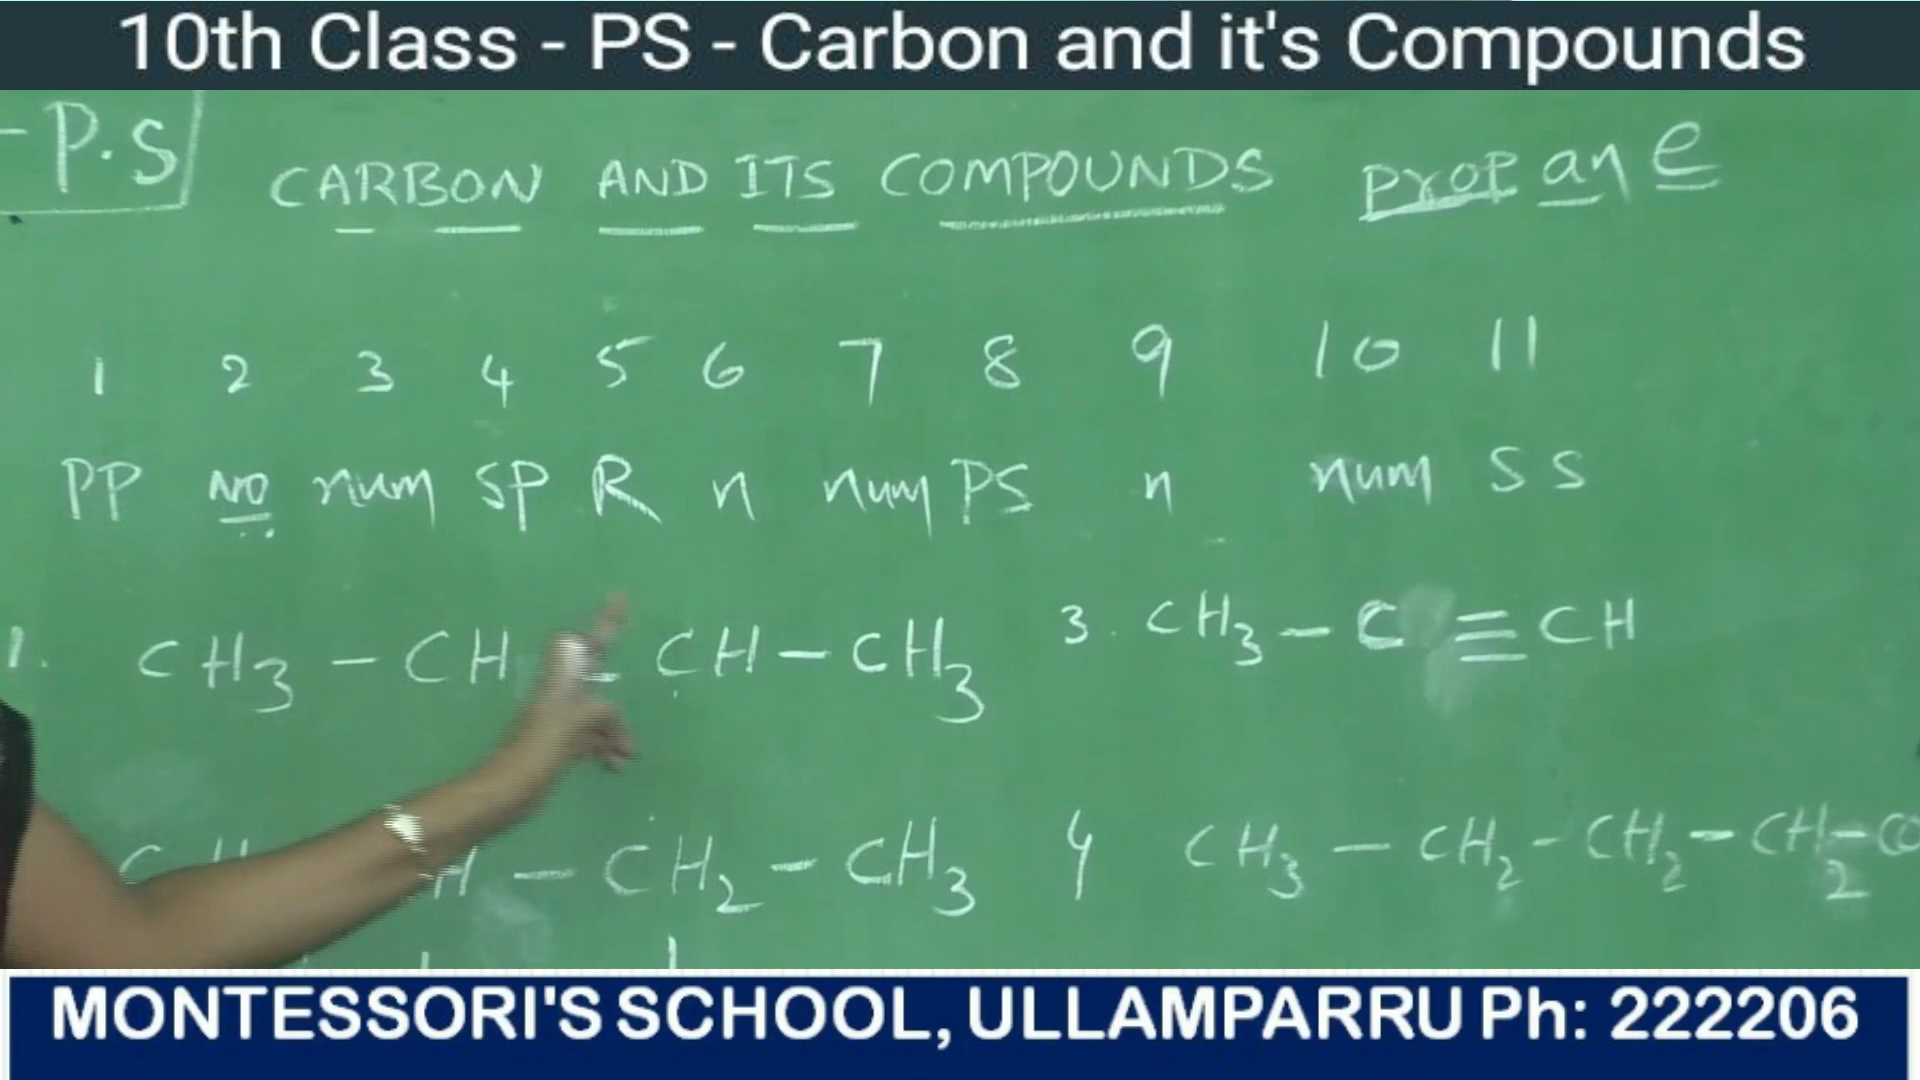 10th Class - PS - Carbon and it's Compounds
- P.S
CARBON AND ITS COMPOUNDS
propane
1 2 3 4 5 6 7 8 9 10 11
PP NO num SP R n num PS n num SS
1. CH3 - CH = CH - CH3
3. CH3 - C ≡ CH
H - CH2 - CH3
4 CH3 - CH2 - CH2 - CH2 -
MONTESSORI'S SCHOOL, ULLAMPARRU Ph: 222206